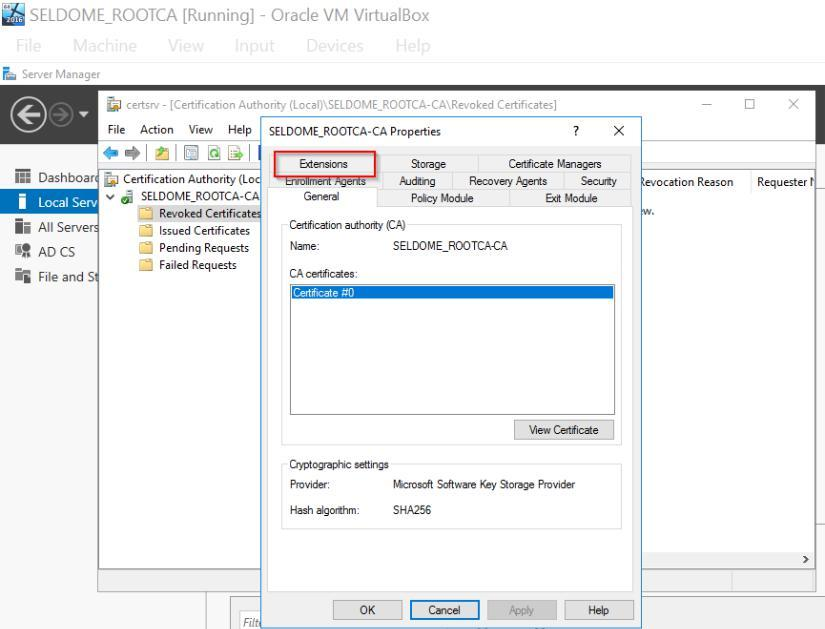 SELDOME_ROOTCA [Running] - Oracle VM VirtualBox
File Machine View Input Devices Help
Server Manager
certsrv - [Certification Authority (Local)\SELDOME_ROOTCA-CA\Revoked Certificates]
File Action View Help
SELDOME_ROOTCA-CA Properties
? 
Extensions Storage Certificate Managers
Enrollment Agents Auditing Recovery Agents Security
General Policy Module Exit Module
Dashboard
Local Serv
All Servers
AD CS
File and St
Certification Authority (Loc
SELDOME_ROOTCA-CA
Revoked Certificates
Issued Certificates
Pending Requests
Failed Requests
Revocation Reason Requester N
w.
Certification authority (CA)
Name: SELDOME_ROOTCA-CA
CA certificates:
Certificate #0
View Certificate
Cryptographic settings
Provider: Microsoft Software Key Storage Provider
Hash algorithm: SHA256
OK Cancel Apply Help
Filte